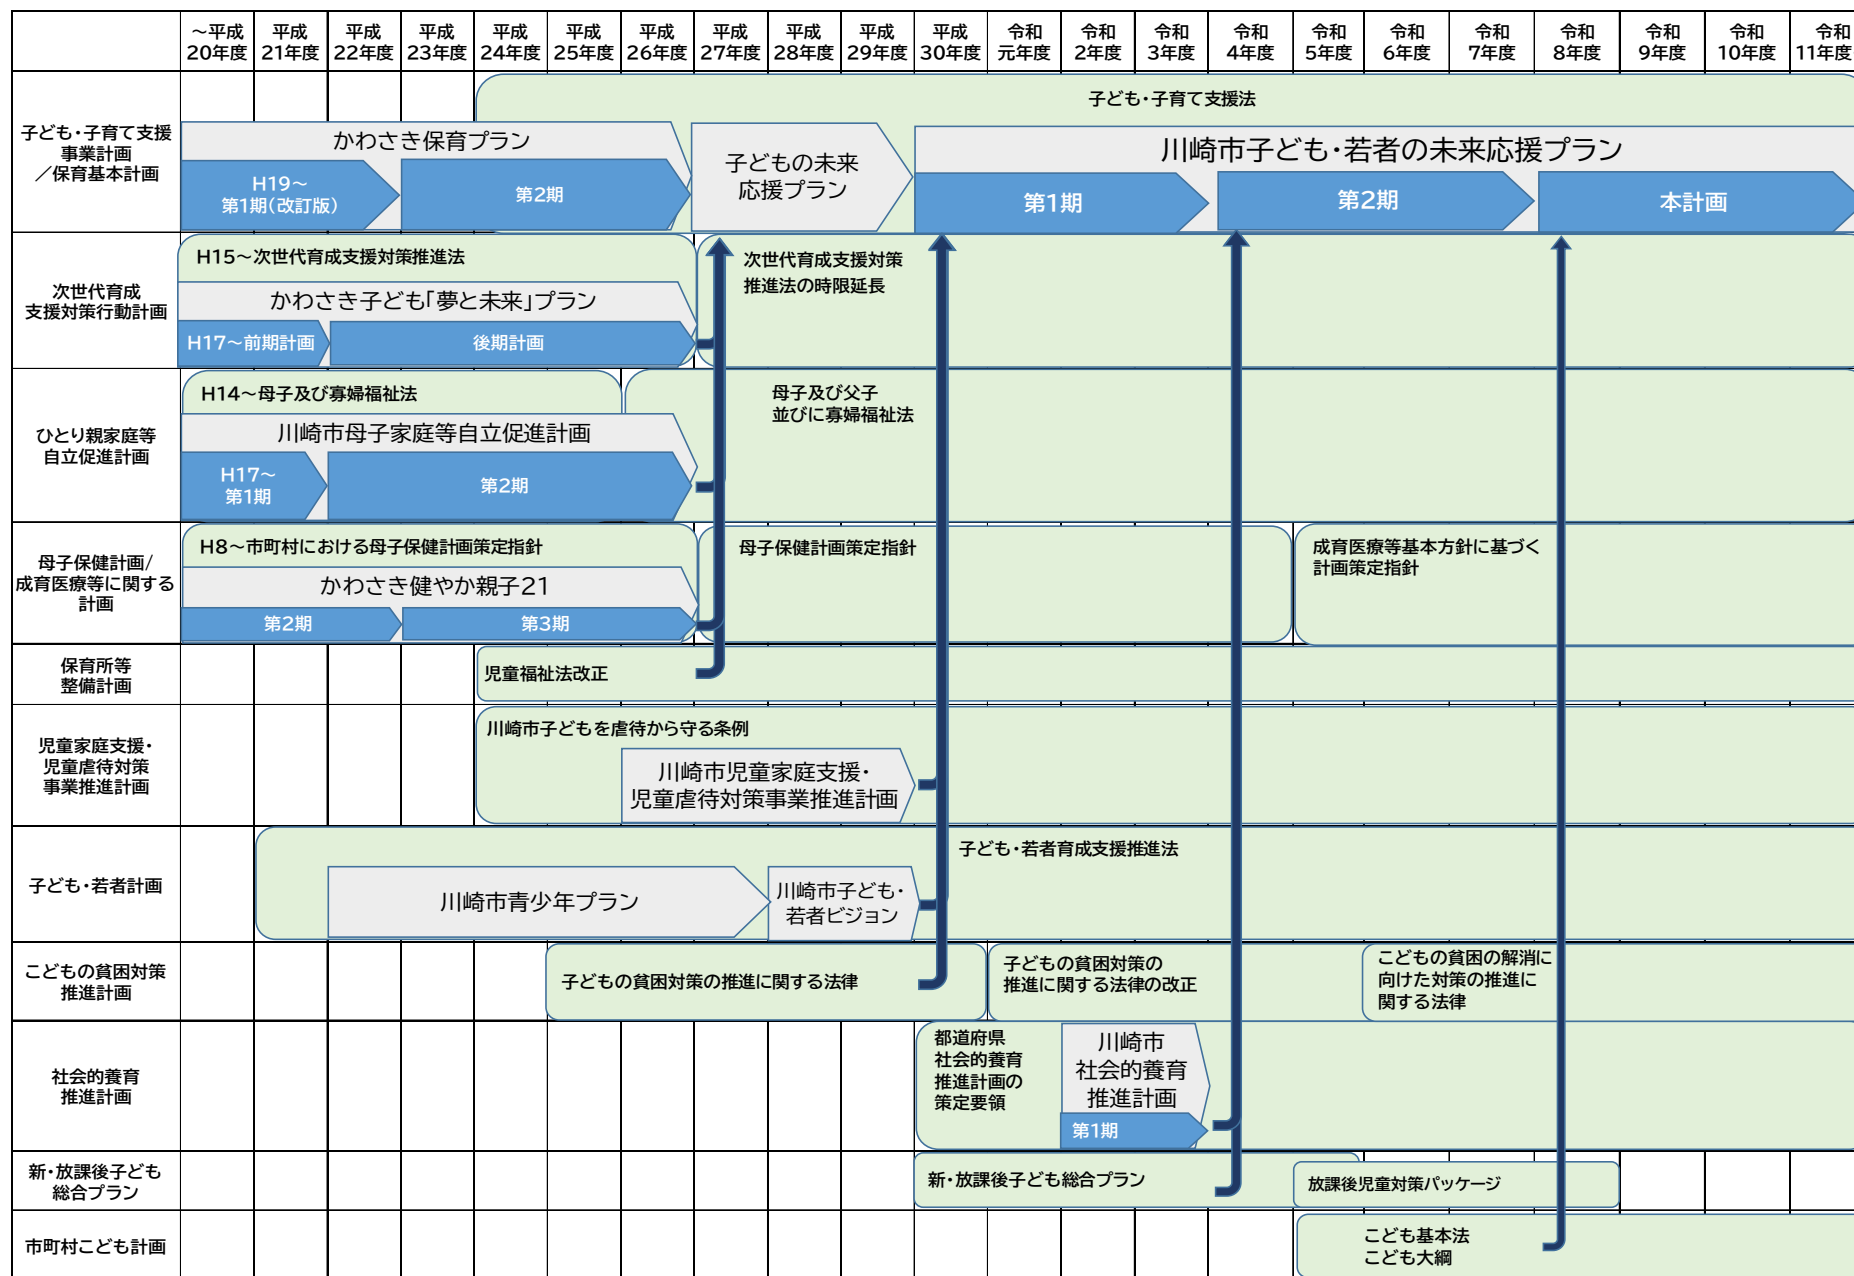 ～平成
20年度
平成
21年度
平成
22年度
平成
23年度
平成
24年度
平成
25年度
平成
26年度
平成
27年度
平成
28年度
平成
29年度
平成
30年度
令和
元年度
令和
2年度
令和
3年度
令和
4年度
令和
5年度
令和
6年度
令和
7年度
令和
8年度
令和
9年度
令和
10年度
令和
11年度
子ども・子育て支援
事業計画
／保育基本計画
子ども・子育て支援法
かわさき保育プラン
H19～
第1期（改訂版）
第2期
子どもの未来
応援プラン
川崎市子ども・若者の未来応援プラン
第1期
第2期
本計画
次世代育成
支援対策行動計画
H15～次世代育成支援対策推進法
かわさき子ども「夢と未来」プラン
H17～前期計画
後期計画
次世代育成支援対策
推進法の時限延長
ひとり親家庭等
自立促進計画
H14～母子及び寡婦福祉法
川崎市母子家庭等自立促進計画
H17～
第1期
第2期
母子及び父子
並びに寡婦福祉法
母子保健計画/
成育医療等に関する
計画
H8～市町村における母子保健計画策定指針
かわさき健やか親子21
第2期
第3期
母子保健計画策定指針
成育医療等基本方針に基づく
計画策定指針
保育所等
整備計画
児童福祉法改正
児童家庭支援・
児童虐待対策
事業推進計画
川崎市子どもを虐待から守る条例
川崎市児童家庭支援・
児童虐待対策事業推進計画
子ども・若者計画
子ども・若者育成支援推進法
川崎市青少年プラン
川崎市子ども・
若者ビジョン
こどもの貧困対策
推進計画
子どもの貧困対策の推進に関する法律
子どもの貧困対策の
推進に関する法律の改正
こどもの貧困の解消に
向けた対策の推進に
関する法律
社会的養育
推進計画
都道府県
社会的養育
推進計画の
策定要領
川崎市
社会的養育
推進計画
第1期
新・放課後子ども
総合プラン
新・放課後子ども総合プラン
放課後児童対策パッケージ
市町村こども計画
こども基本法
こども大綱